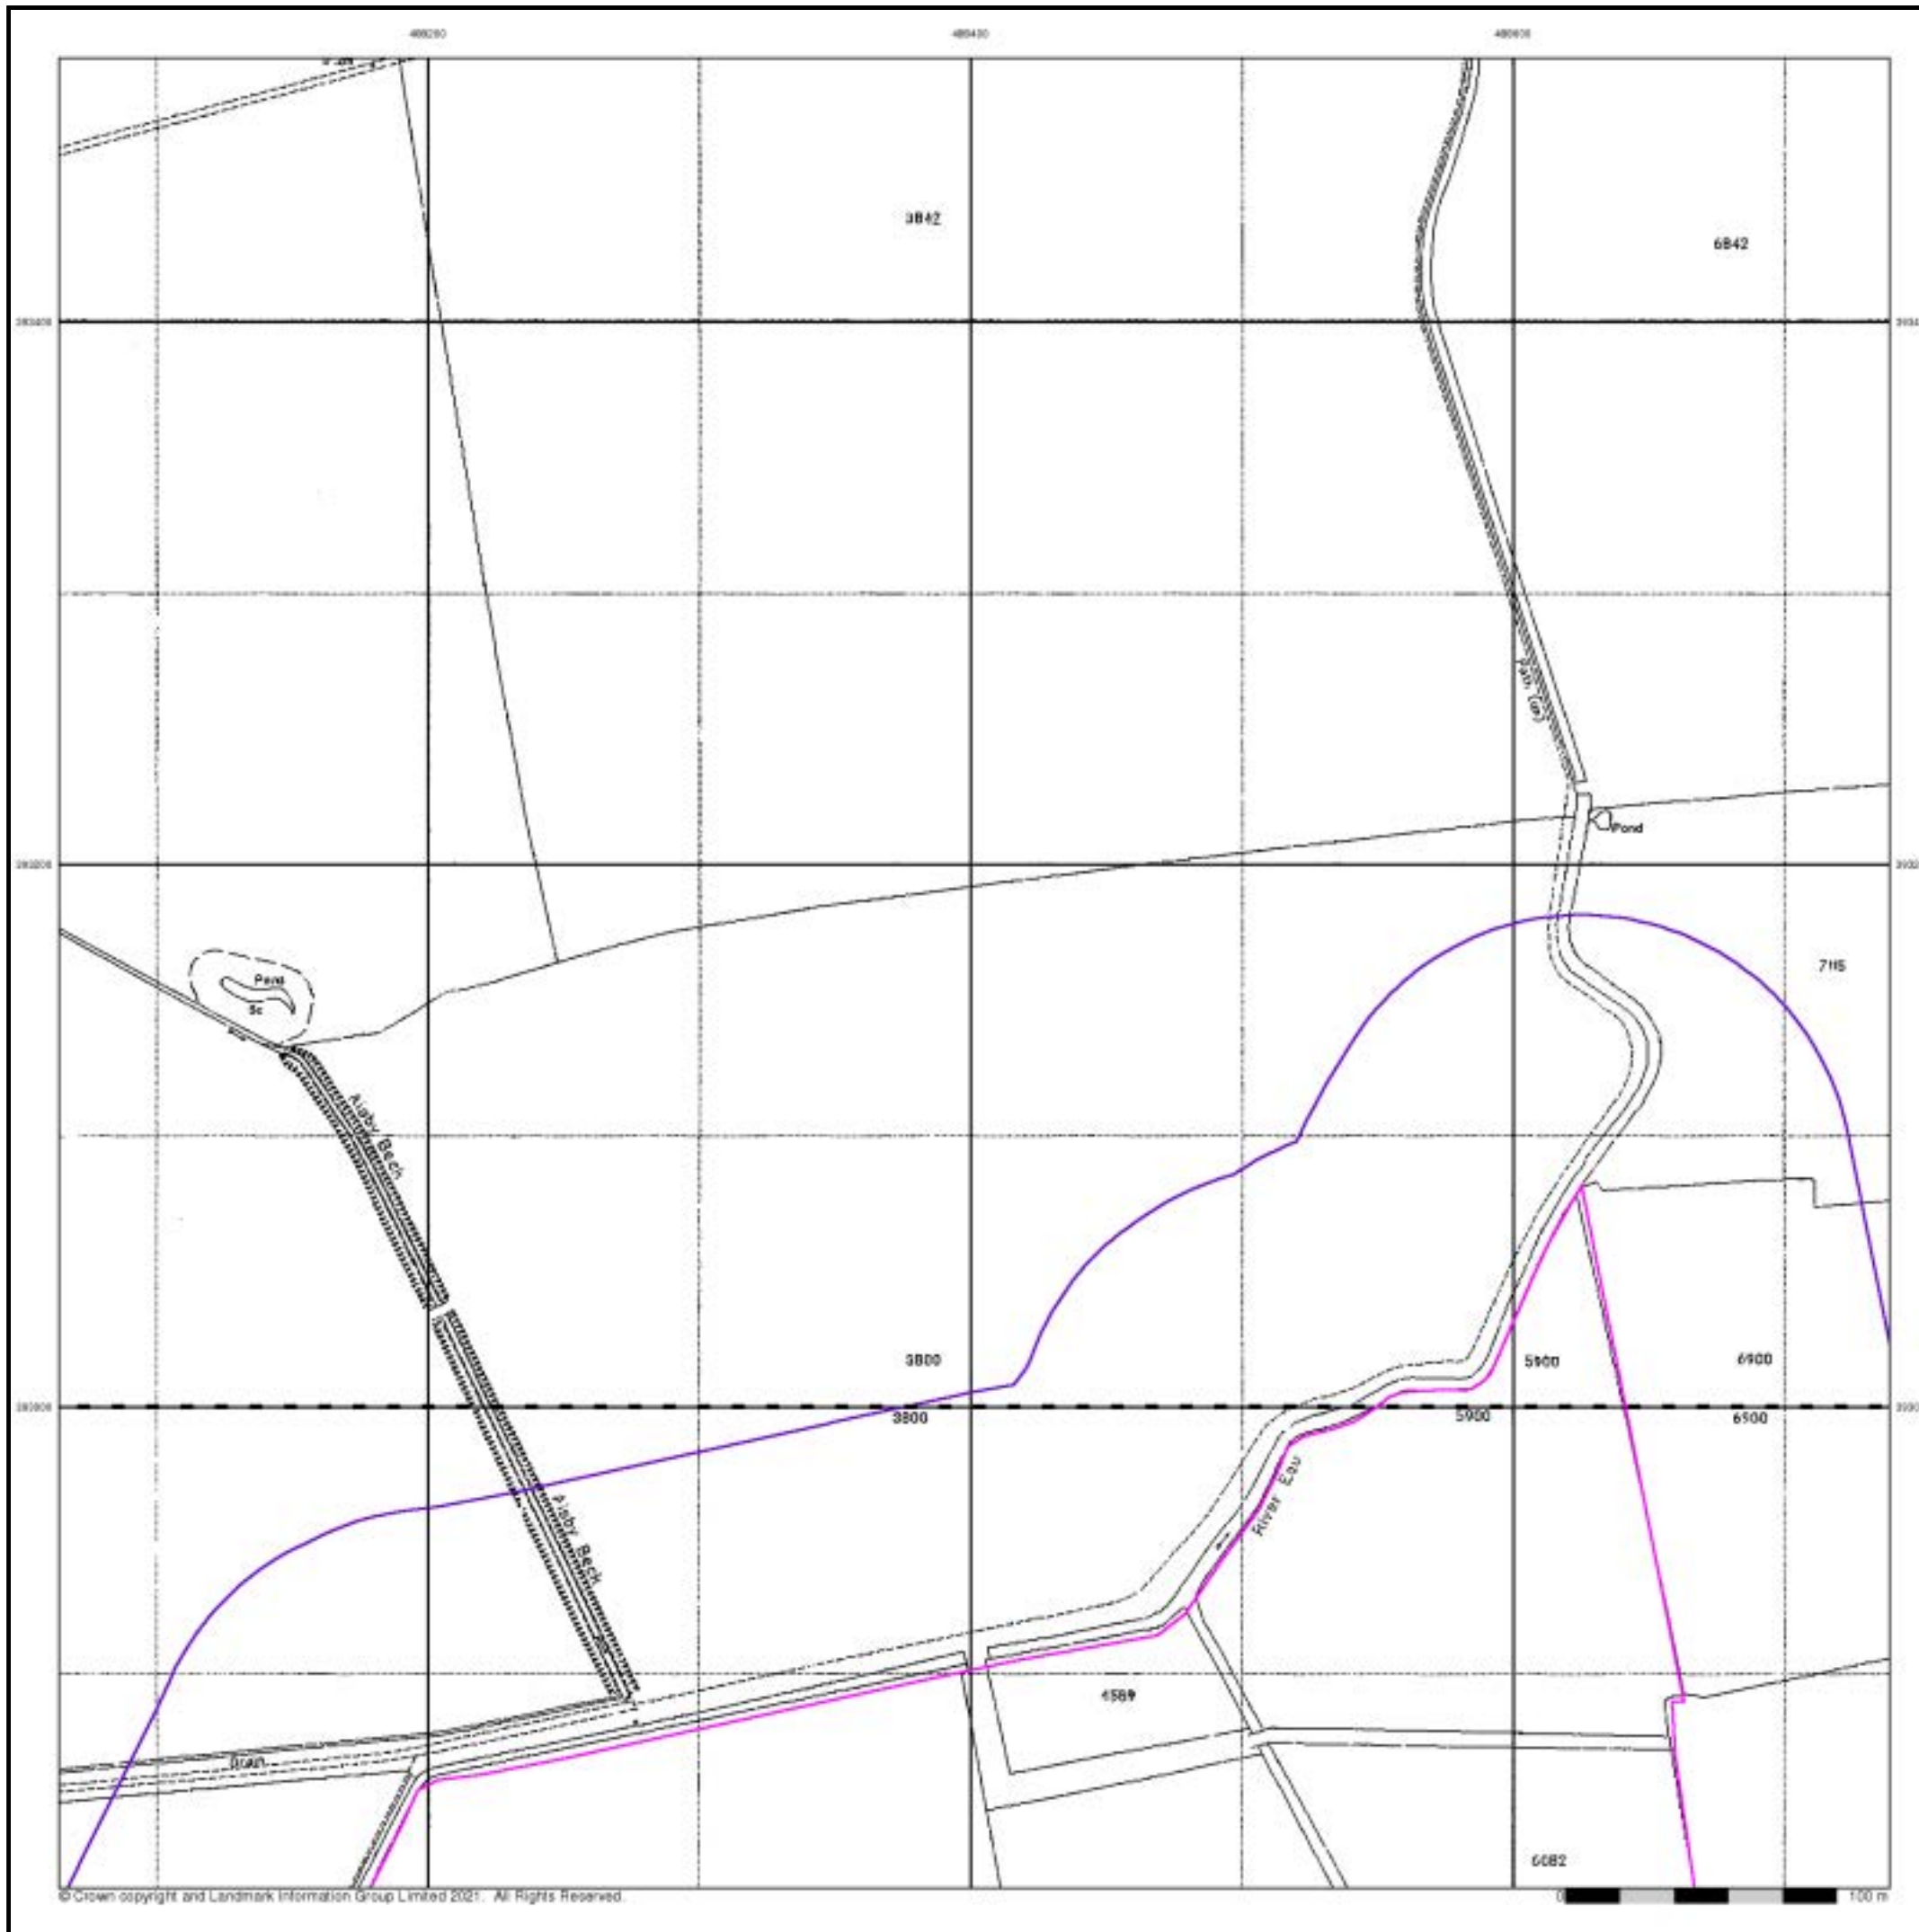 3842
6842
Path (um)
Pond
Pond
Sc
7115
Aisby Beck
3800
5900
6900
3800
5900
6900
Aisby Beck
River Eau
4589
Drain
6082
© Crown copyright and Landmark Information Group Limited 2021. All Rights Reserved.
0
100 m